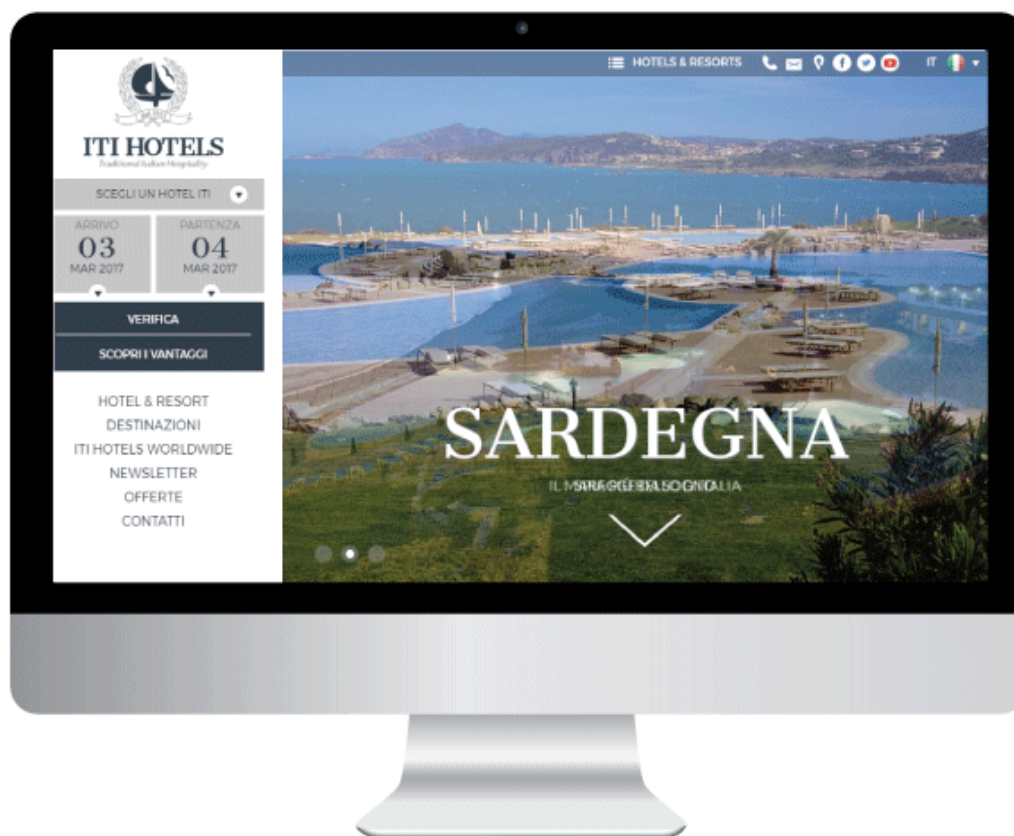 ITI HOTELS
Traditional Italian Hospitality
SCEGLI UN HOTEL ITI
ARRIVO
03
MAR 2017
PARTENZA
04
MAR 2017
VERIFICA
SCOPRI I VANTAGGI
HOTEL & RESORT
DESTINAZIONI
ITI HOTELS WORLDWIDE
NEWSLETTER
OFFERTE
CONTATTI
HOTELS & RESORTS
IT
SARDEGNA